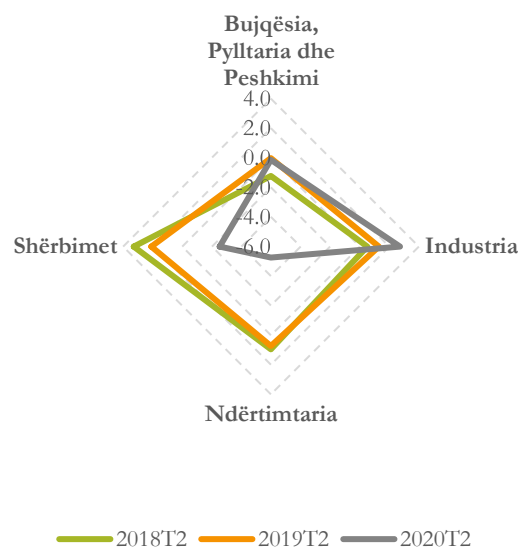 Bujqësia,
Pylltaria dhe
Peshkimi
4.0
2.0
0.0
-2.0
-4.0
-6.0
Shërbimet
Industria
Ndërtimtaria
2018T2
2019T2
2020T2